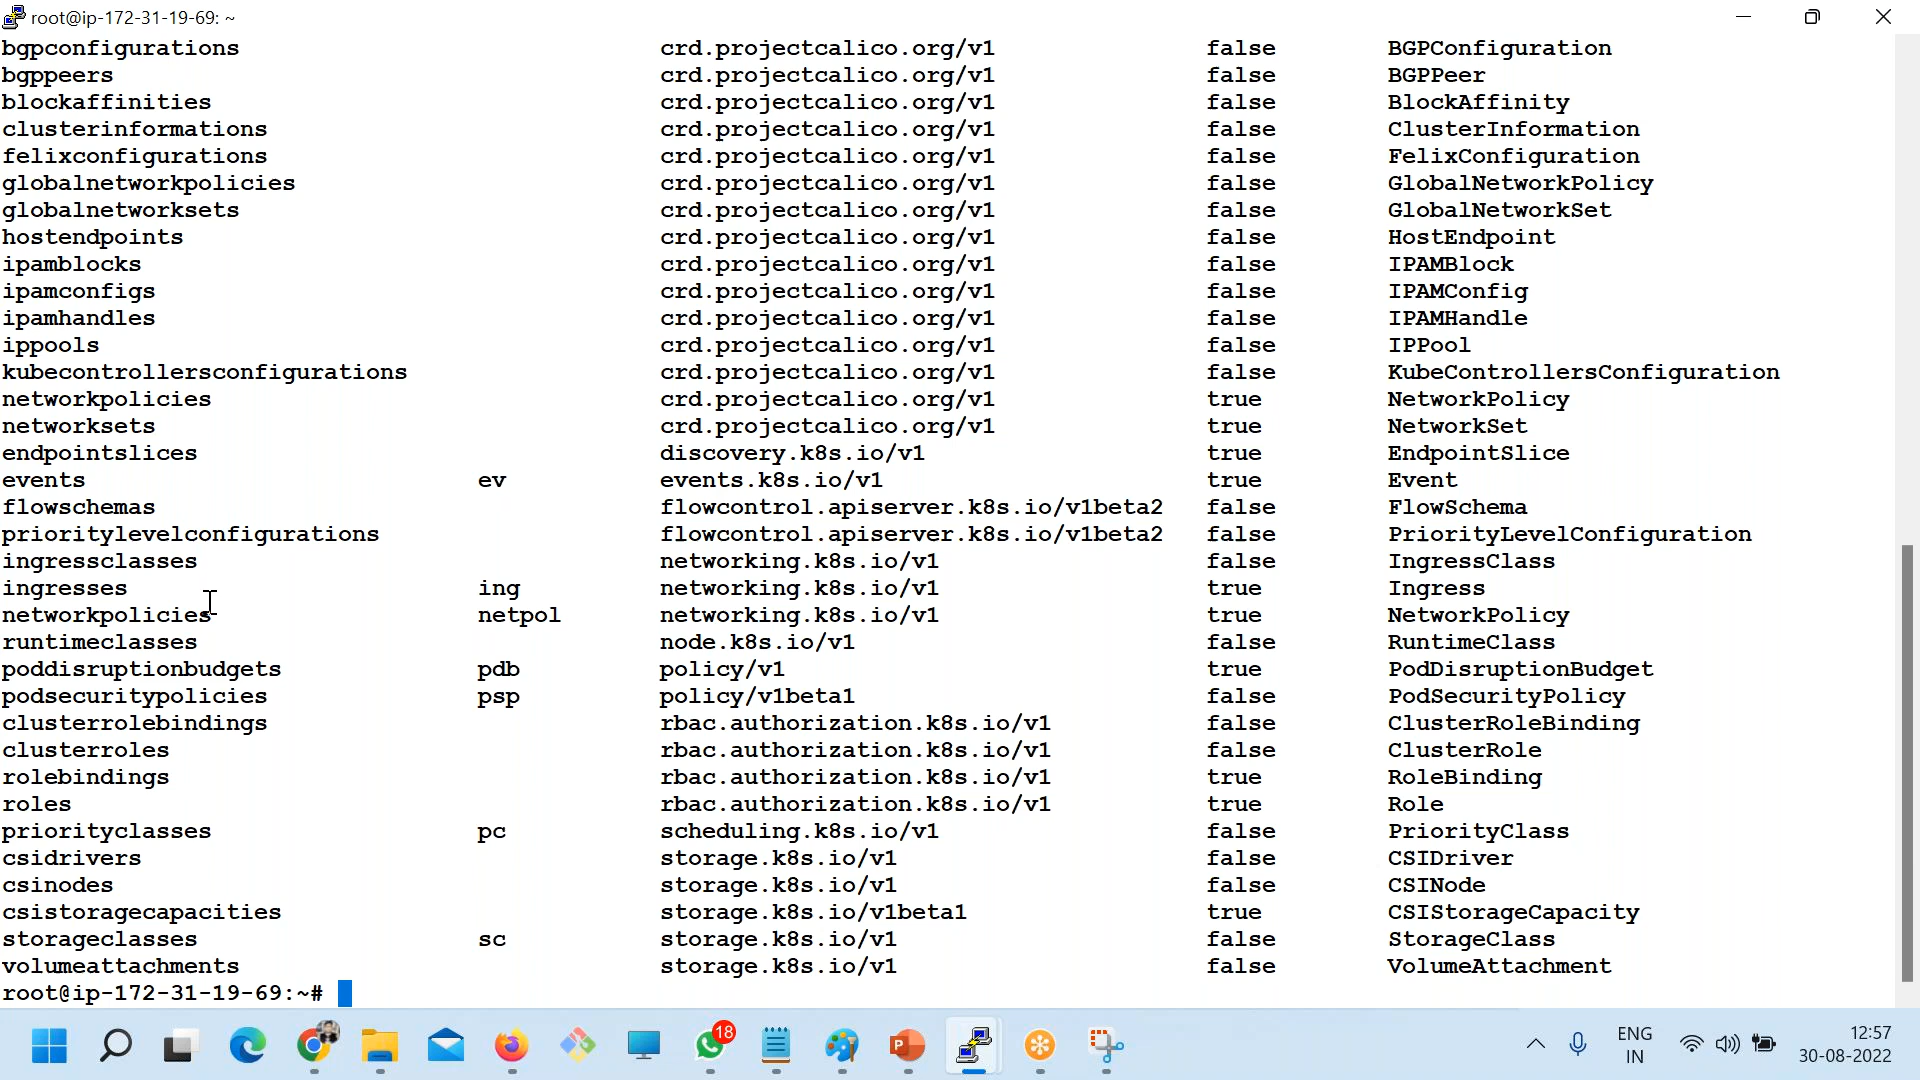 root@ip-172-31-19-69: ~
bgpconfigurations crd.projectcalico.org/v1 false BGPConfiguration
bgppeers crd.projectcalico.org/v1 false BGPPeer
blockaffinities crd.projectcalico.org/v1 false BlockAffinity
clusterinformations crd.projectcalico.org/v1 false ClusterInformation
felixconfigurations crd.projectcalico.org/v1 false FelixConfiguration
globalnetworkpolicies crd.projectcalico.org/v1 false GlobalNetworkPolicy
globalnetworksets crd.projectcalico.org/v1 false GlobalNetworkSet
hostendpoints crd.projectcalico.org/v1 false HostEndpoint
ipamblocks crd.projectcalico.org/v1 false IPAMBlock
ipamconfigs crd.projectcalico.org/v1 false IPAMConfig
ipamhandles crd.projectcalico.org/v1 false IPAMHandle
ippools crd.projectcalico.org/v1 false IPPool
kubecontrollersconfigurations crd.projectcalico.org/v1 false KubeControllersConfiguration
networkpolicies crd.projectcalico.org/v1 true NetworkPolicy
networksets crd.projectcalico.org/v1 true NetworkSet
endpointslices discovery.k8s.io/v1 true EndpointSlice
events ev events.k8s.io/v1 true Event
flowschemas flowcontrol.apiserver.k8s.io/v1beta2 false FlowSchema
prioritylevelconfigurations flowcontrol.apiserver.k8s.io/v1beta2 false PriorityLevelConfiguration
ingressclasses networking.k8s.io/v1 false IngressClass
ingresses ing networking.k8s.io/v1 true Ingress
networkpolicies netpol networking.k8s.io/v1 true NetworkPolicy
runtimeclasses node.k8s.io/v1 false RuntimeClass
poddisruptionbudgets pdb policy/v1 true PodDisruptionBudget
podsecuritypolicies psp policy/v1beta1 false PodSecurityPolicy
clusterrolebindings rbac.authorization.k8s.io/v1 false ClusterRoleBinding
clusterroles rbac.authorization.k8s.io/v1 false ClusterRole
rolebindings rbac.authorization.k8s.io/v1 true RoleBinding
roles rbac.authorization.k8s.io/v1 true Role
priorityclasses pc scheduling.k8s.io/v1 false PriorityClass
csidrivers storage.k8s.io/v1 false CSIDriver
csinodes storage.k8s.io/v1 false CSINode
csistoragecapacities storage.k8s.io/v1beta1 true CSIStorageCapacity
storageclasses sc storage.k8s.io/v1 false StorageClass
volumeattachments storage.k8s.io/v1 false VolumeAttachment
root@ip-172-31-19-69:~#
18
P
ENG
IN
12:57
30-08-2022